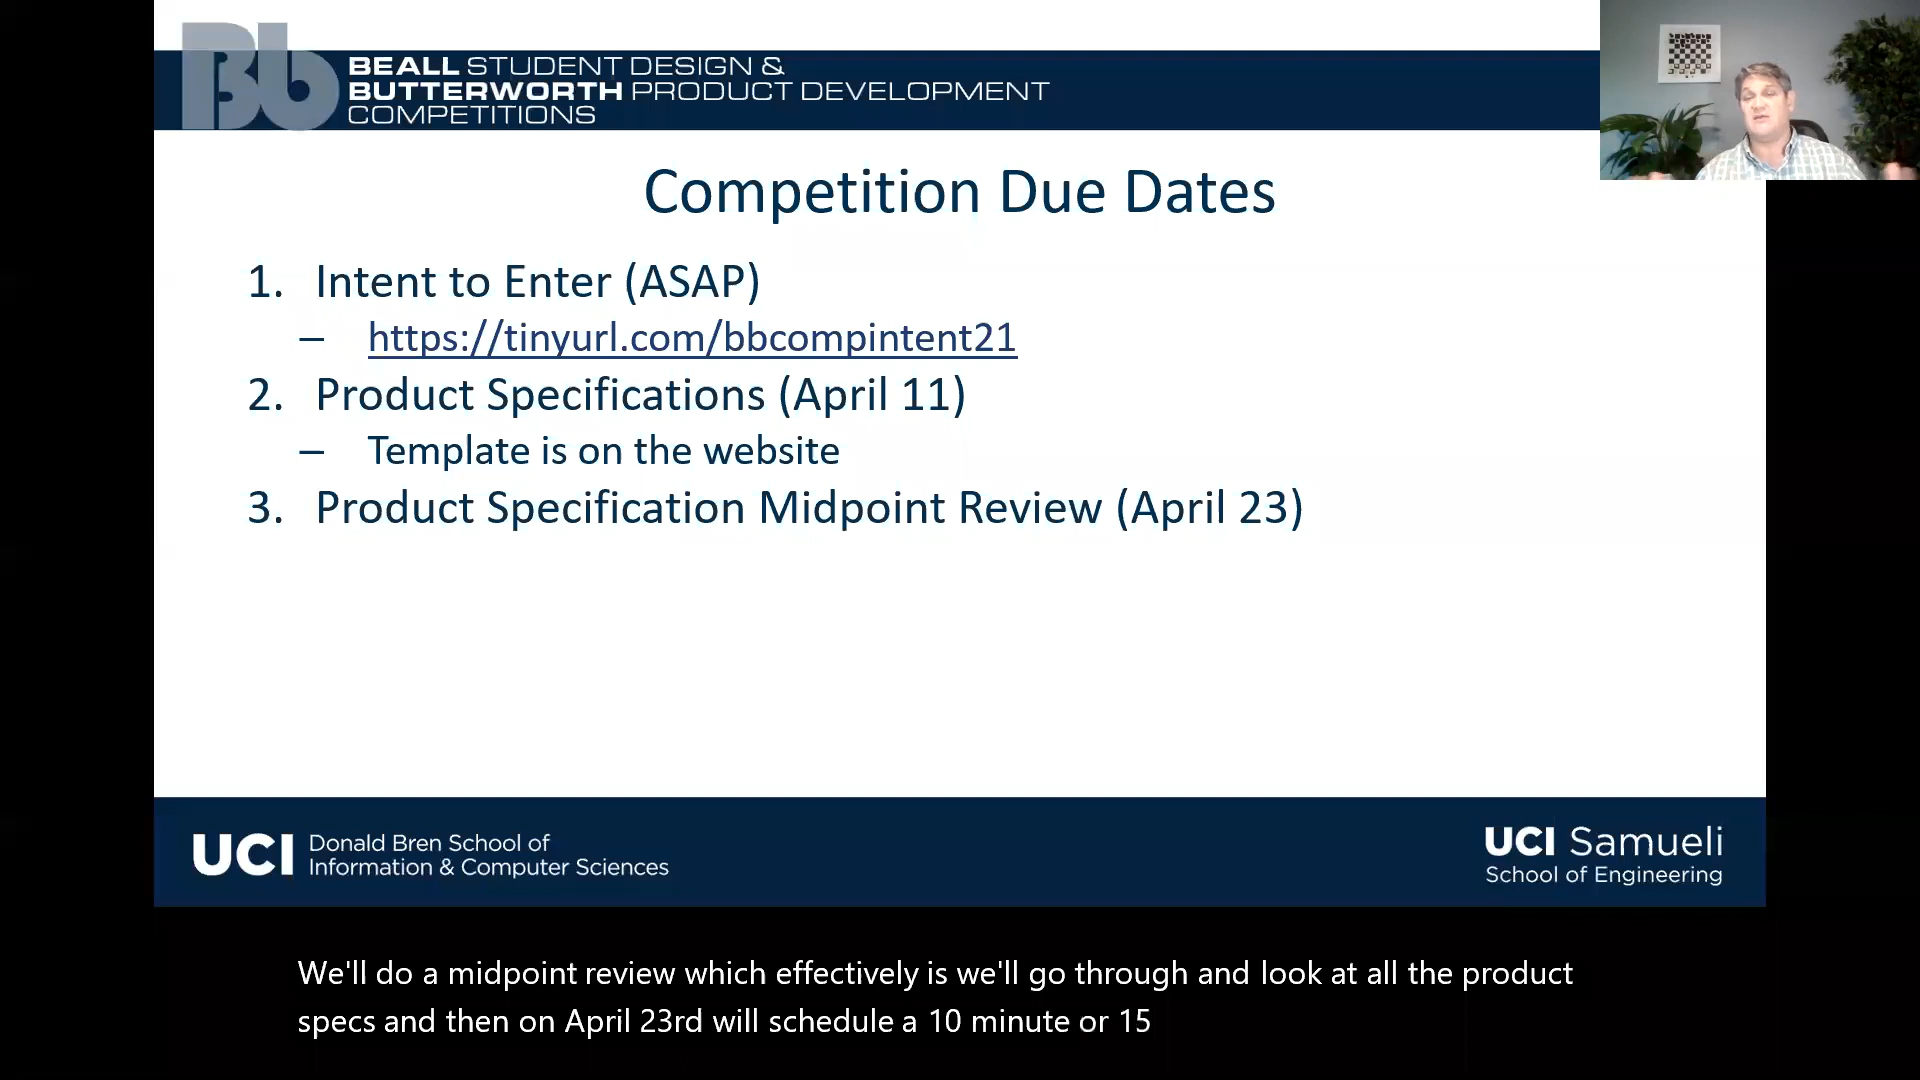 Bb
BEALL STUDENT DESIGN &
BUTTERWORTH PRODUCT DEVELOPMENT
COMPETITIONS
Competition Due Dates
1. Intent to Enter (ASAP)
– https://tinyurl.com/bbcompintent21
2. Product Specifications (April 11)
– Template is on the website
3. Product Specification Midpoint Review (April 23)
UCI Donald Bren School of
Information & Computer Sciences
UCI Samueli
School of Engineering
We'll do a midpoint review which effectively is we'll go through and look at all the product
specs and then on April 23rd will schedule a 10 minute or 15